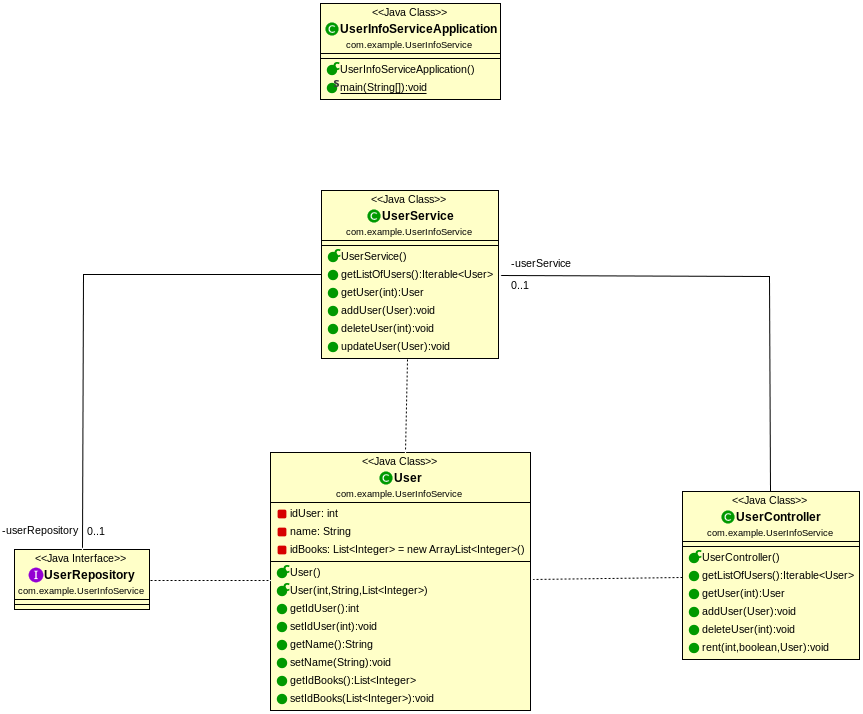 <<Java Class>>
UserInfoServiceApplication
com.example.UserInfoService
UserInfoServiceApplication()
main(String[]):void
<<Java Class>>
UserService
com.example.UserInfoService
UserService()
getListOfUsers():Iterable<User>
getUser(int):User
addUser(User):void
deleteUser(int):void
updateUser(User):void
-userService
0..1
-userRepository
0..1
<<Java Interface>>
UserRepository
com.example.UserInfoService
<<Java Class>>
User
com.example.UserInfoService
idUser: int
name: String
idBooks: List<Integer> = new ArrayList<Integer>()
User()
User(int,String,List<Integer>)
getIdUser():int
setIdUser(int):void
getName():String
setName(String):void
getIdBooks():List<Integer>
setIdBooks(List<Integer>):void
<<Java Class>>
UserController
com.example.UserInfoService
UserController()
getListOfUsers():Iterable<User>
getUser(int):User
addUser(User):void
deleteUser(int):void
rent(int,boolean,User):void